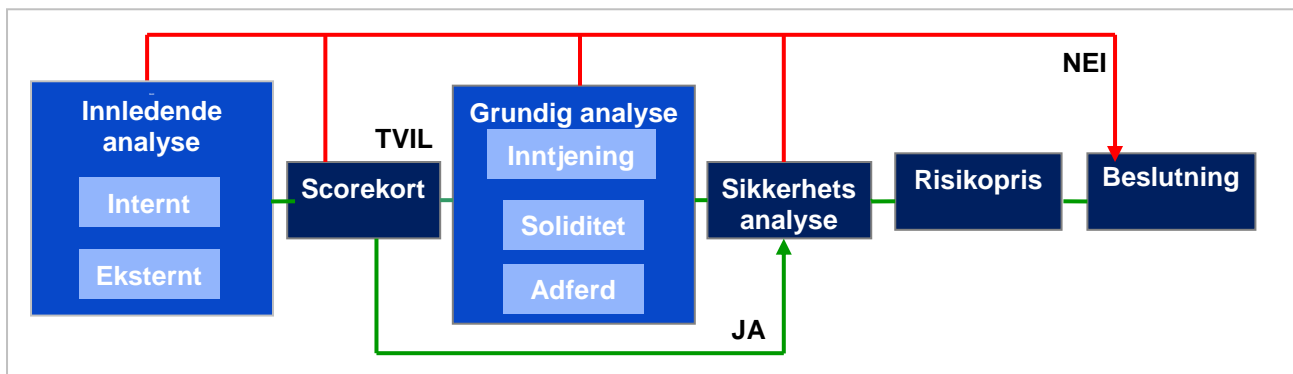 NEI
Innledende
analyse
Internt
Eksternt
TVIL
Scorekort
Grundig analyse
Inntjening
Soliditet
Adferd
JA
Sikkerhets
analyse
Risikopris
Beslutning